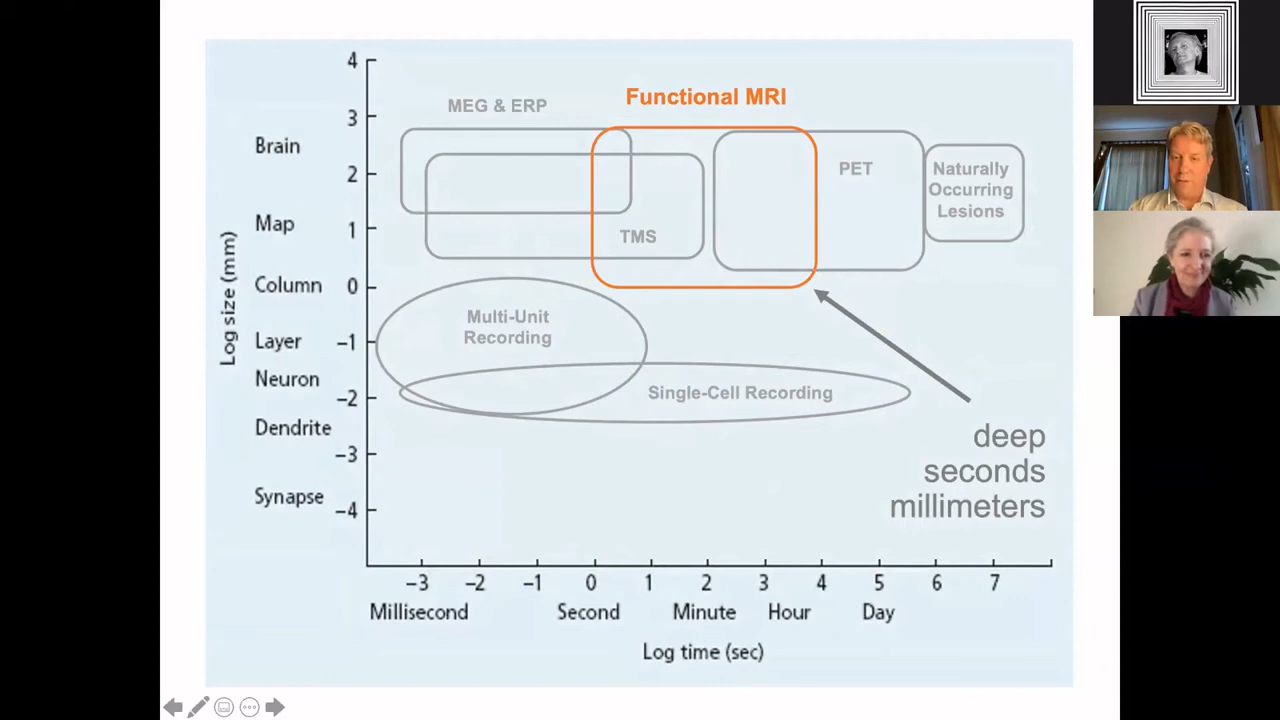 4
Functional MRI
MEG & ERP
3
Brain
2
PET
Naturally
Occurring
Lesions
Map
1
TMS
Column
0
Multi-Unit
Recording
Layer
−1
Neuron
−2
Single-Cell Recording
Dendrite
−3
deep
seconds
millimeters
Synapse
−4
Log size (mm)
−3 −2 −1 0 1 2 3 4 5 6 7
Millisecond Second Minute Hour Day
Log time (sec)